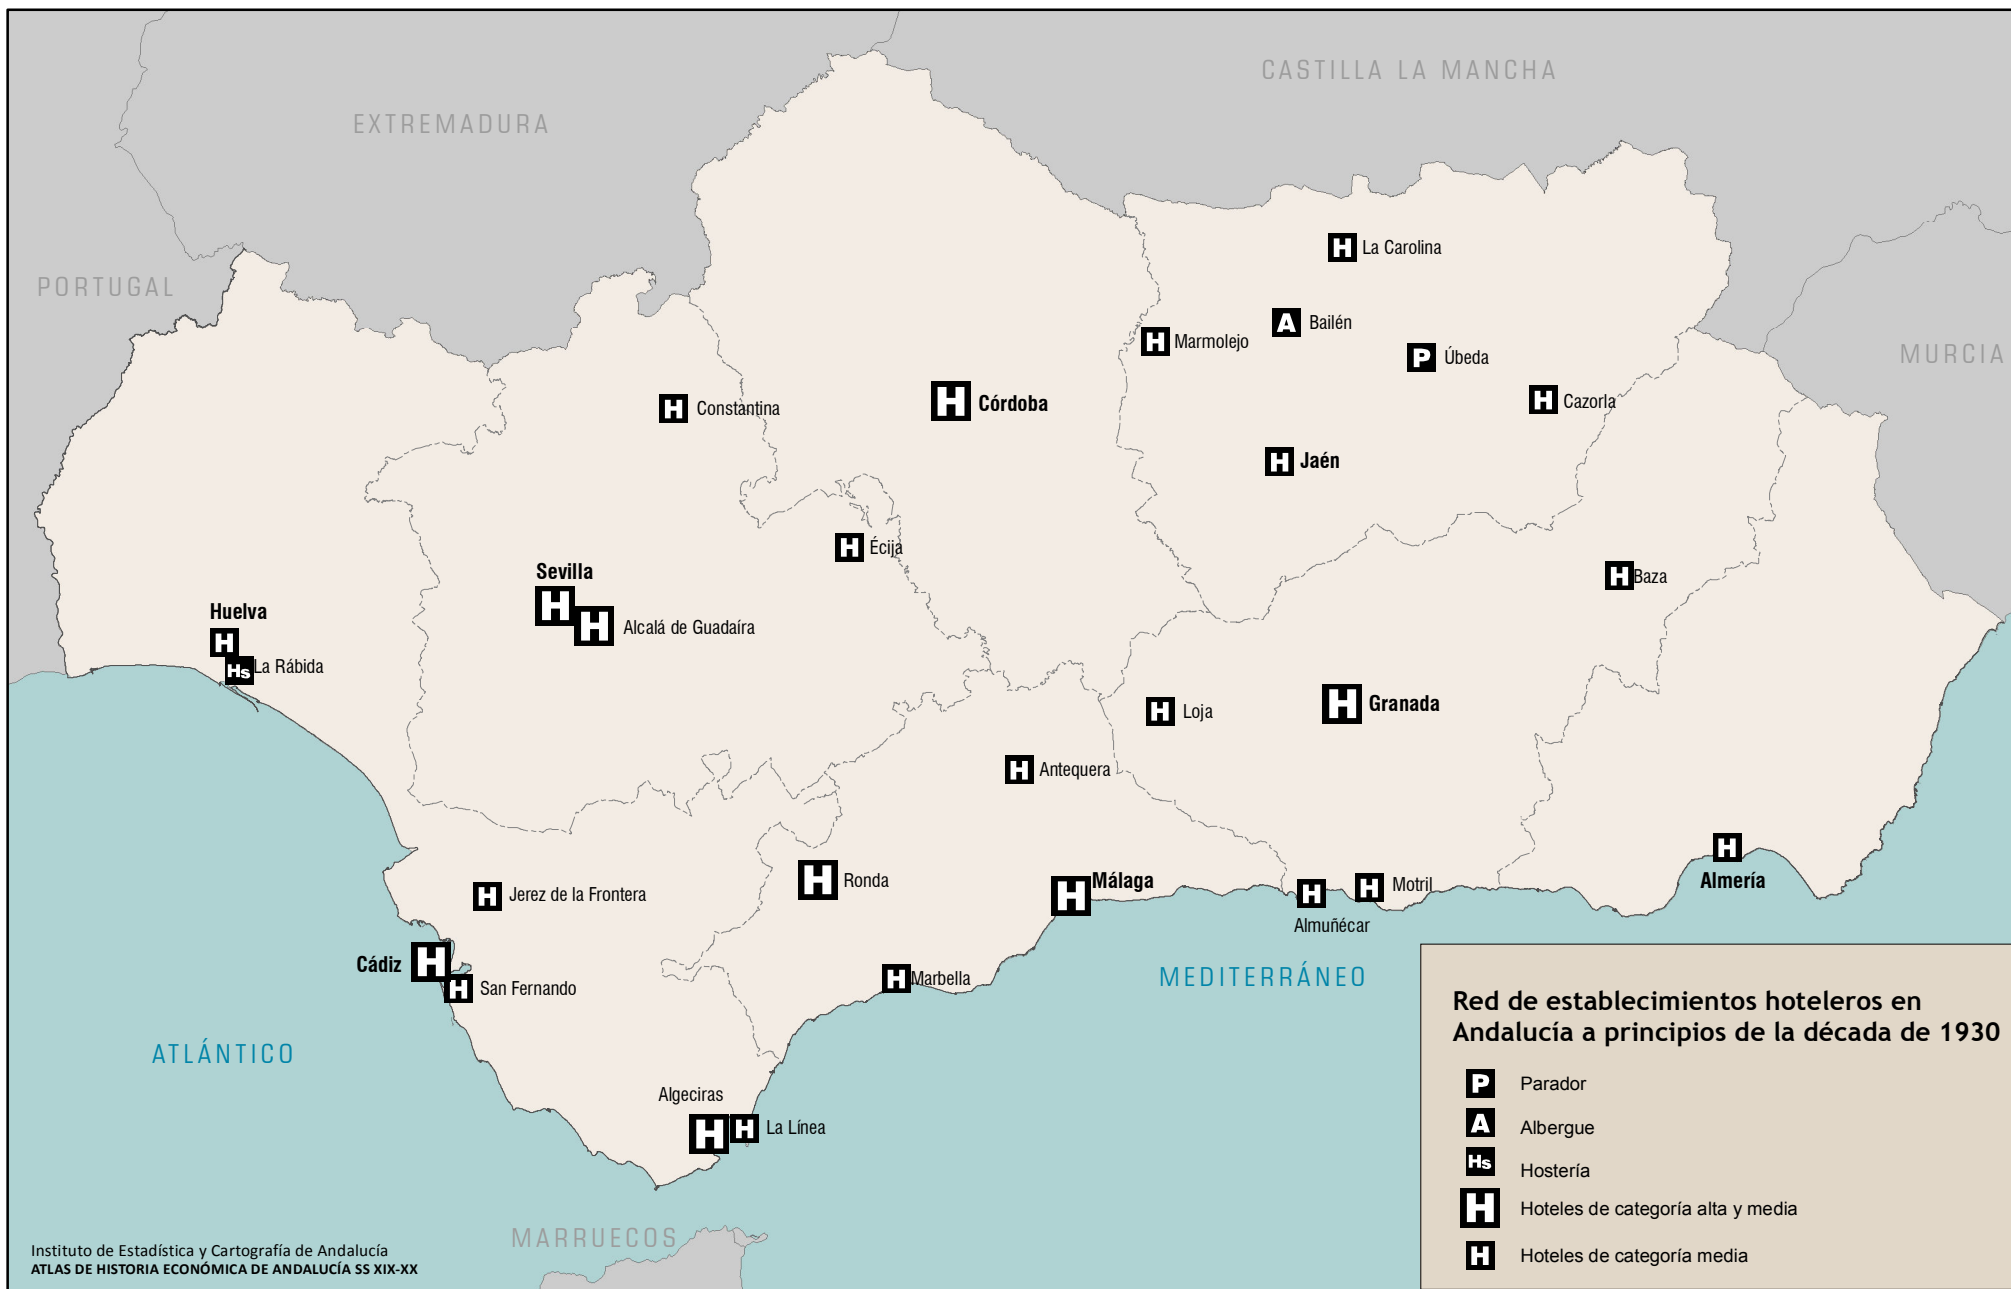 CASTILLA LA MANCHA
EXTREMADURA
PORTUGAL
MURCIA
H La Carolina
A Bailén
H Marmolejo
P Úbeda
H Cazorla
H Constantina
H Córdoba
H Jaén
H Écija
H Baza
Sevilla
H
H Alcalá de Guadaíra
Huelva
H
Hs La Rábida
H Loja
H Granada
H Antequera
H Almería
H Ronda
H Málaga
H Motril
H Almuñécar
H Jerez de la Frontera
Cádiz H
H San Fernando
H Marbella
MEDITERRÁNEO
ATLÁNTICO
Algeciras
H
H La Línea
MARRUECOS
Red de establecimientos hoteleros en
Andalucía a principios de la década de 1930
P Parador
A Albergue
Hs Hostería
H Hoteles de categoría alta y media
H Hoteles de categoría media
Instituto de Estadística y Cartografía de Andalucía
ATLAS DE HISTORIA ECONÓMICA DE ANDALUCÍA SS XIX-XX